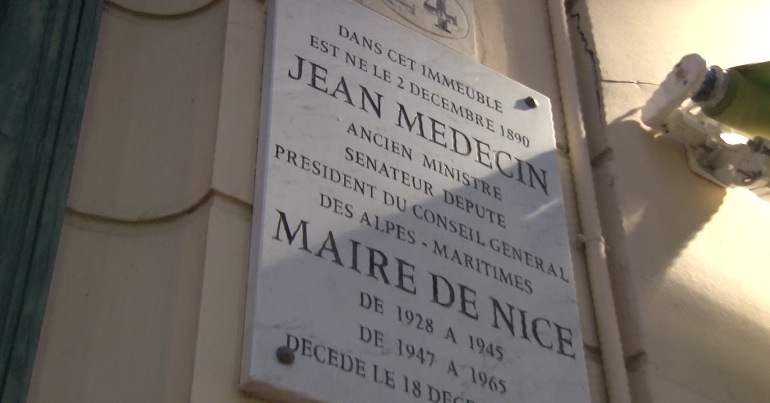 24
DANS CET IMMEUBLE
EST NE LE 2 DECEMBRE 1890
JEAN MEDECIN
ANCIEN MINISTRE
SENATEUR DEPUTE
PRESIDENT DU CONSEIL GENERAL
DES ALPES - MARITIMES
MAIRE DE NICE
DE 1928 A 1945
DE 1947 A 1965
DECEDE LE 18